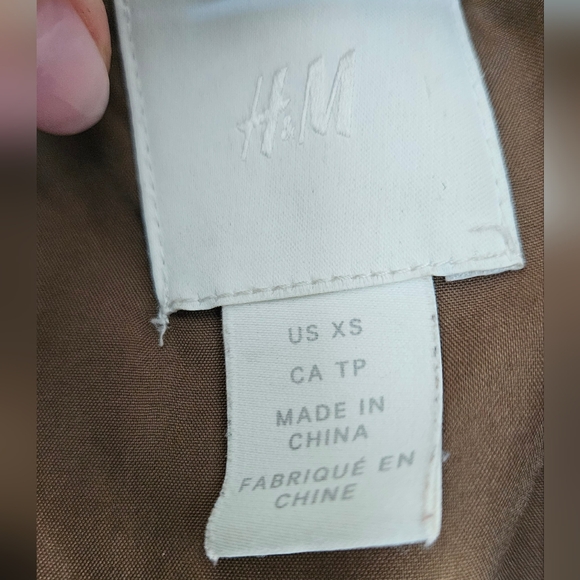 H&M
US XS
CA TP
MADE IN
CHINA
FABRIQUÉ EN
CHINE